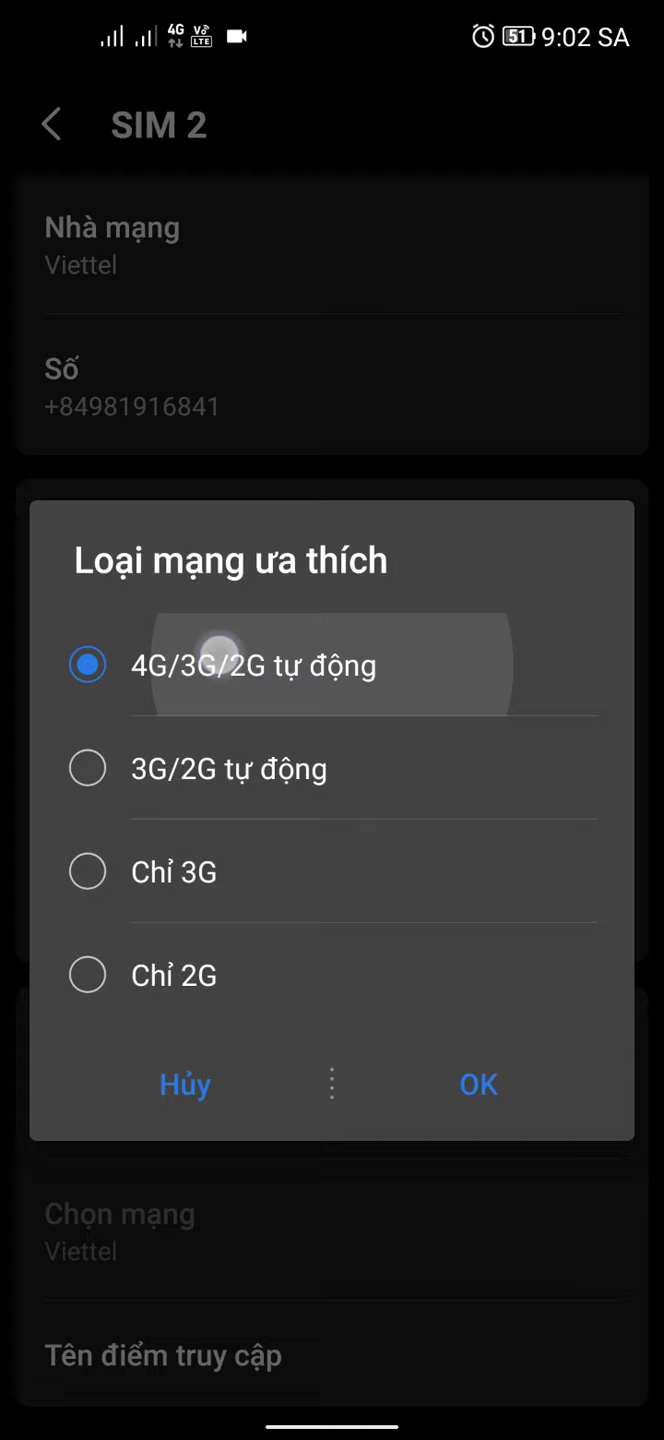 4G VoLTE 51 9:02 SA
SIM 2
Nhà mạng
Viettel
Số
+84981916841
Loại mạng ưa thích
4G/3G/2G tự động
3G/2G tự động
Chỉ 3G
Chỉ 2G
Hủy OK
Chọn mạng
Viettel
Tên điểm truy cập